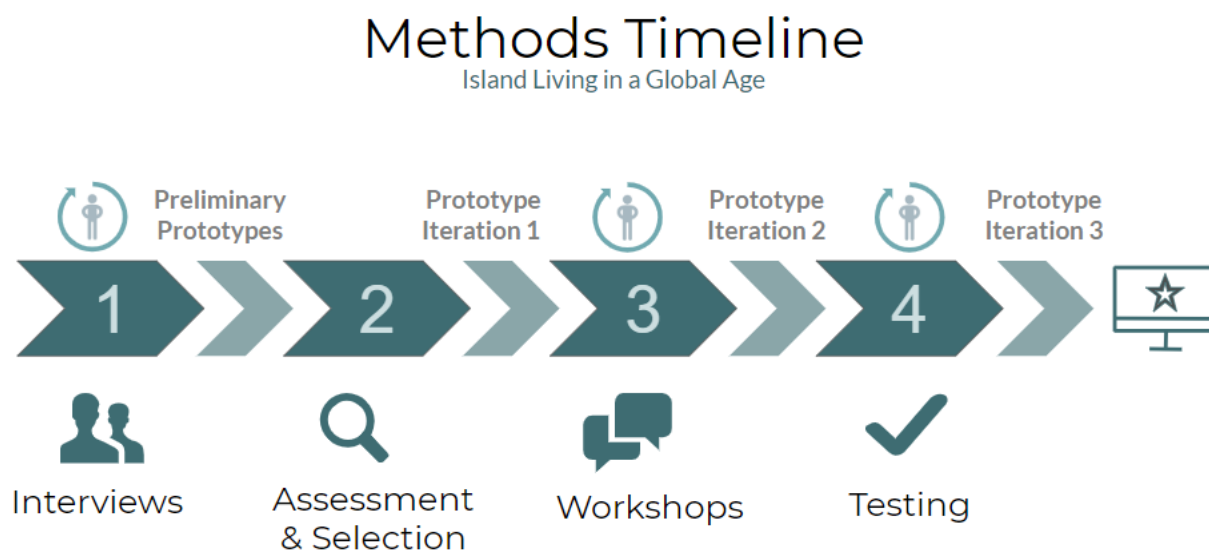 Methods Timeline
Island Living in a Global Age
Preliminary
Prototypes
Prototype
Iteration 1
Prototype
Iteration 2
Prototype
Iteration 3
1
2
3
4
Interviews
Assessment
& Selection
Workshops
Testing